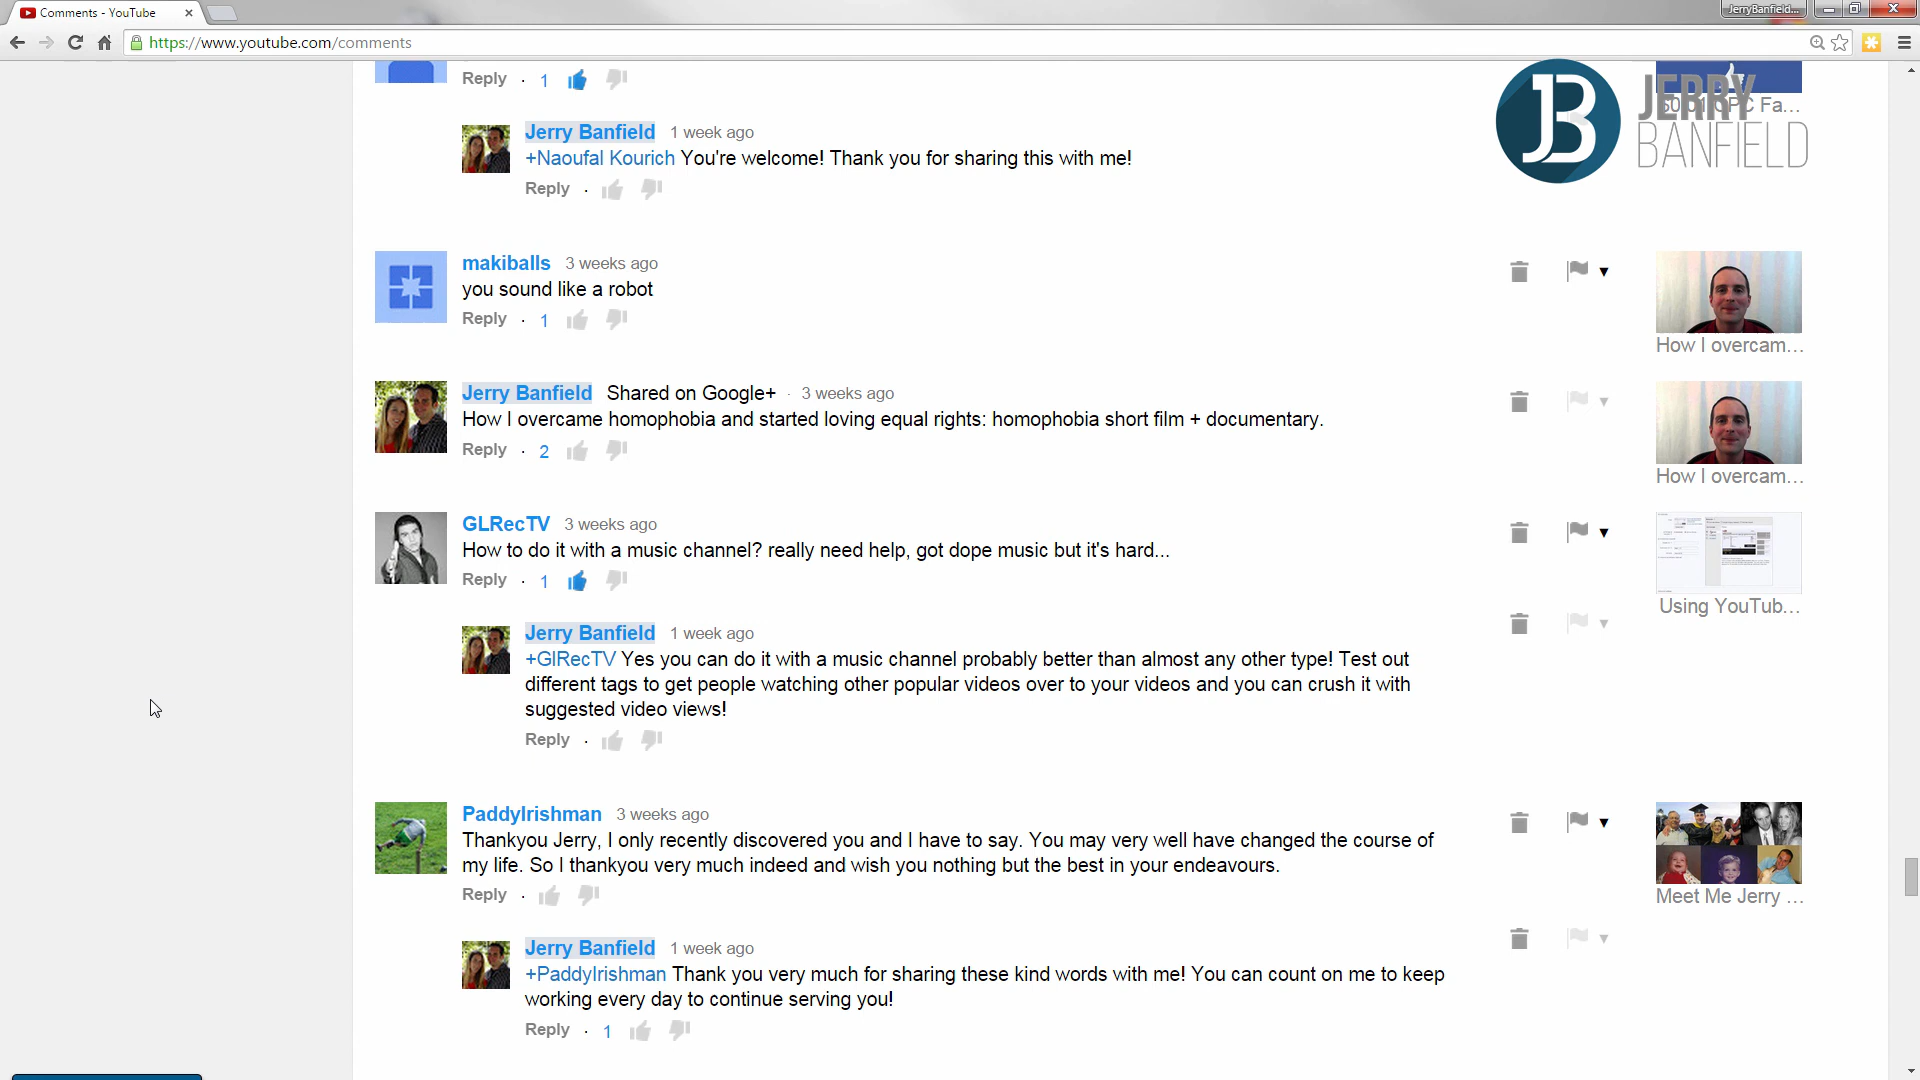 Comments - YouTube
JerryBanfield...
https://www.youtube.com/comments
Reply · 1
CPC Fa...
JERRY
BANFIELD
Jerry Banfield 1 week ago
+Naoufal Kourich You're welcome! Thank you for sharing this with me!
Reply ·
makiballs 3 weeks ago
you sound like a robot
Reply · 1
How I overcam...
Jerry Banfield Shared on Google+ · 3 weeks ago
How I overcame homophobia and started loving equal rights: homophobia short film + documentary.
Reply · 2
How I overcam...
GLRecTV 3 weeks ago
How to do it with a music channel? really need help, got dope music but it's hard...
Reply · 1
Using YouTub...
Jerry Banfield 1 week ago
+GlRecTV Yes you can do it with a music channel probably better than almost any other type! Test out
different tags to get people watching other popular videos over to your videos and you can crush it with
suggested video views!
Reply ·
PaddyIrishman 3 weeks ago
Thankyou Jerry, I only recently discovered you and I have to say. You may very well have changed the course of
my life. So I thankyou very much indeed and wish you nothing but the best in your endeavours.
Reply ·
Meet Me Jerry ...
Jerry Banfield 1 week ago
+PaddyIrishman Thank you very much for sharing these kind words with me! You can count on me to keep
working every day to continue serving you!
Reply · 1